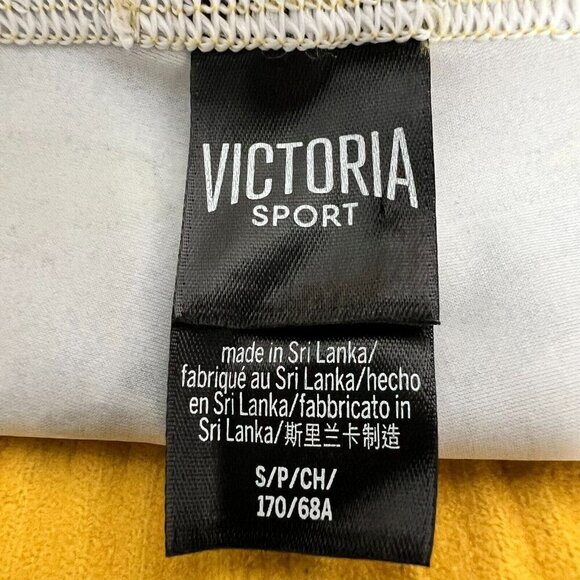 VICTORIA
SPORT
made in Sri Lanka/
fabriqué au Sri Lanka/hecho
en Sri Lanka/fabbricato in
Sri Lanka/斯里兰卡制造
S/P/CH/
170/68A